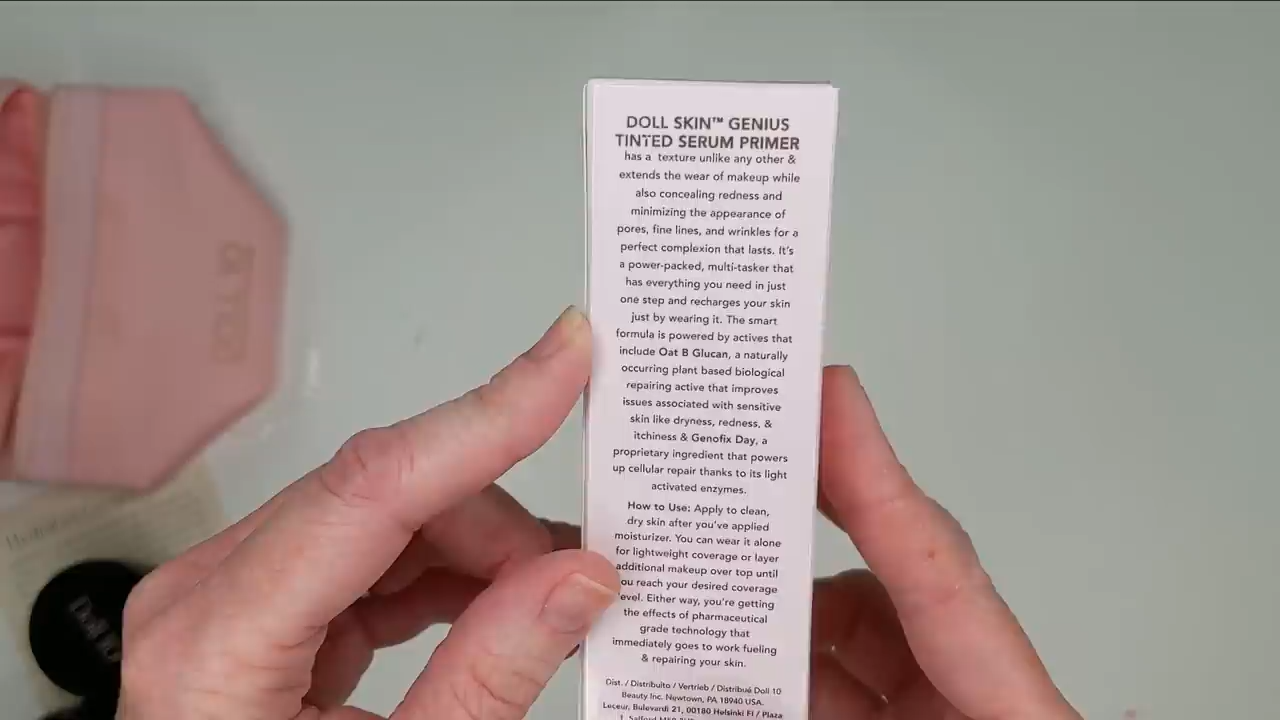 DOLL SKIN™ GENIUS
TINTED SERUM PRIMER
has a texture unlike any other &
extends the wear of makeup while
also concealing redness and
minimizing the appearance of
pores, fine lines, and wrinkles for a
perfect complexion that lasts. It's
a power-packed, multi-tasker that
has everything you need in just
one step and recharges your skin
just by wearing it. The smart
formula is powered by actives that
include Oat B Glucan, a naturally
occurring plant based biological
repairing active that improves
issues associated with sensitive
skin like dryness, redness, &
itchiness & Genofix Day, a
proprietary ingredient that powers
up cellular repair thanks to its light
activated enzymes.
How to Use: Apply to clean,
dry skin after you've applied
moisturizer. You can wear it alone
for lightweight coverage or layer
additional makeup over top until
ou reach your desired coverage
level. Either way, you're getting
the effects of pharmaceutical
grade technology that
immediately goes to work fueling
& repairing your skin.
Dist. / Distribuito / Vertrieb / Distribué Doll 10
Beauty Inc. Newtown, PA 18940 USA.
Leceur, Bulevardi 21, 00180 Helsinki FI / Plaza
DOLL 10